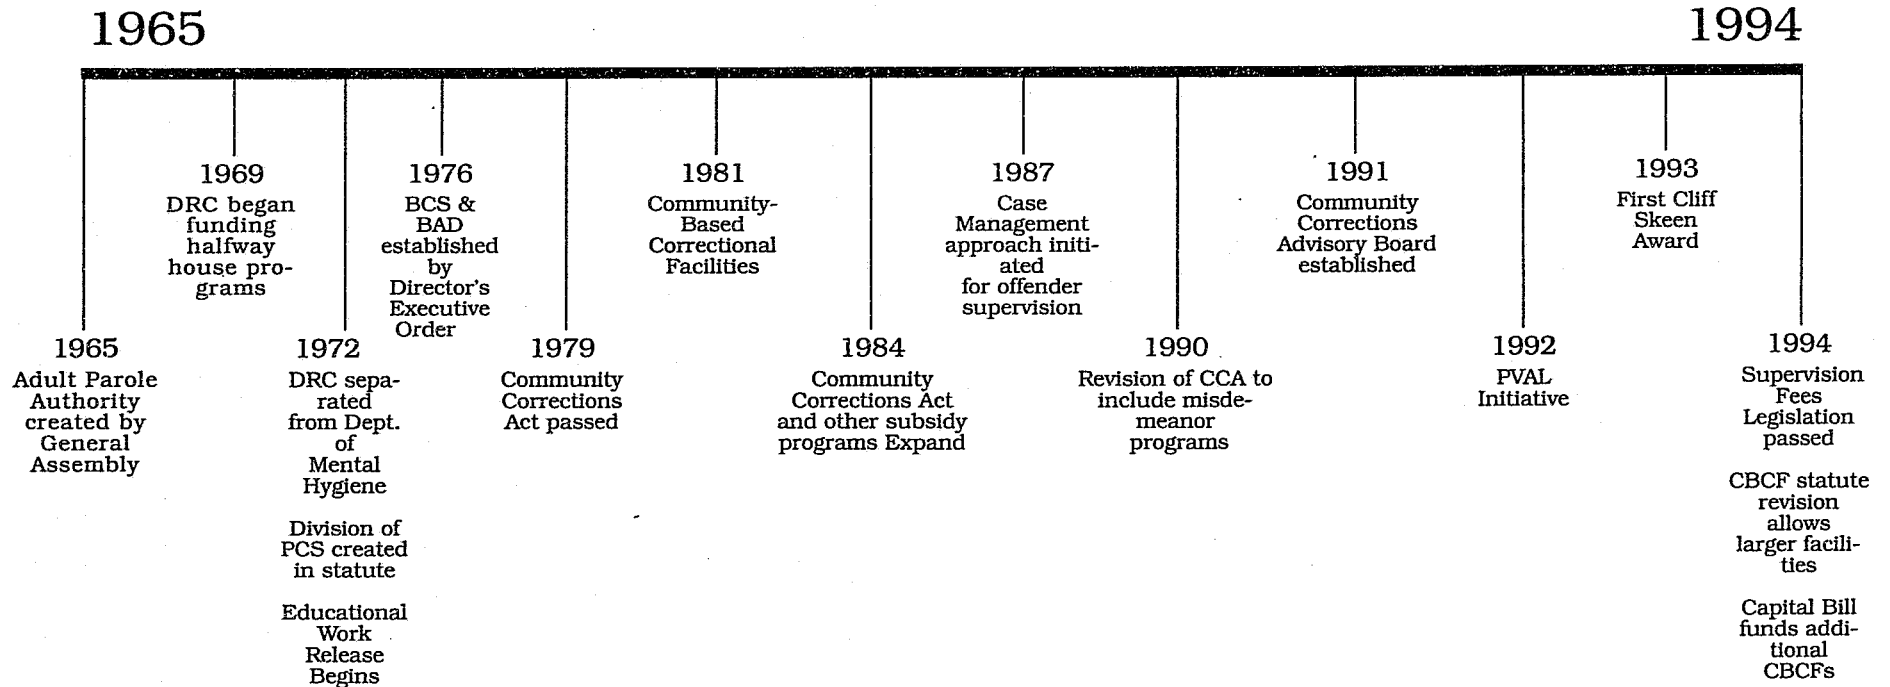 1965
1994
1969
DRC began
funding
halfway
house pro-
grams
1976
BCS &
BAD
established
by
Director's
Executive
Order
1981
Community-
Based
Correctional
Facilities
1987
Case
Management
approach initi-
ated
for offender
supervision
1991
Community
Corrections
Advisory Board
established
1993
First Cliff
Skeen
Award
1965
Adult Parole
Authority
created by
General
Assembly
1972
DRC sepa-
rated
from Dept.
of
Mental
Hygiene
Division of
PCS created
in statute
Educational
Work
Release
Begins
1979
Community
Corrections
Act passed
1984
Community
Corrections Act
and other subsidy
programs Expand
1990
Revision of CCA to
include misde-
meanor
programs
1992
PVAL
Initiative
1994
Supervision
Fees
Legislation
passed
CBCF statute
revision
allows
larger facili-
ties
Capital Bill
funds addi-
tional
CBCFs